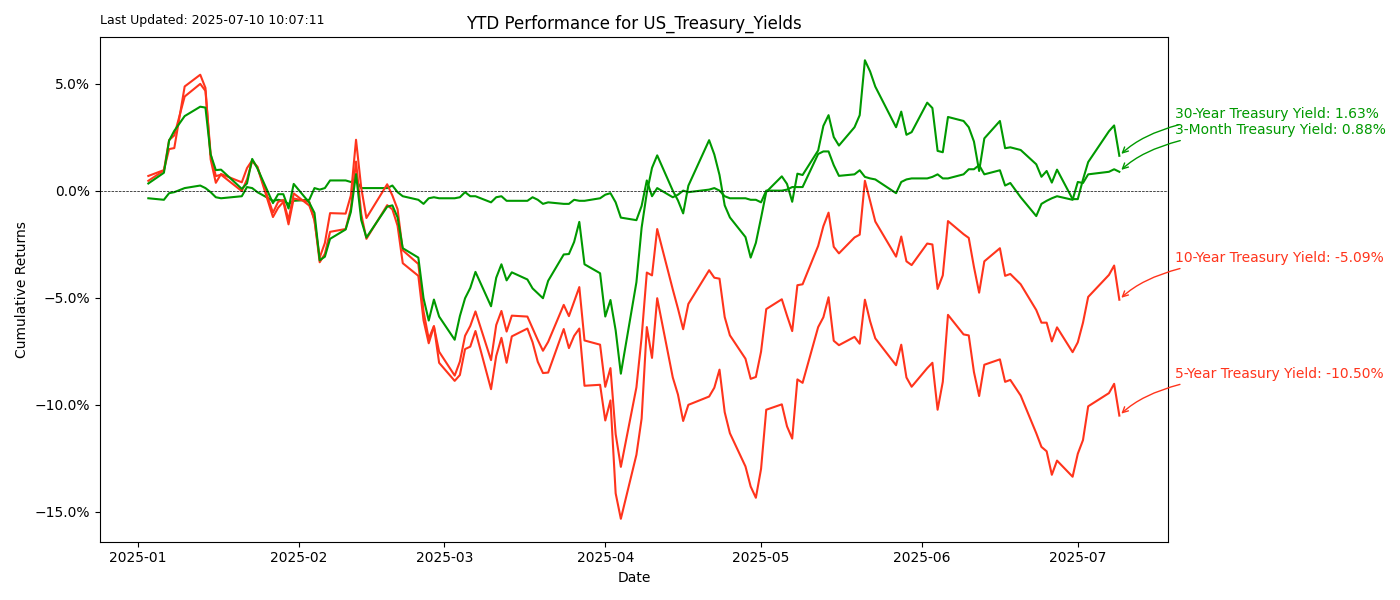 Last Updated: 2025-07-10 10:07:11
YTD Performance for US_Treasury_Yields
Cumulative Returns
5.0%
0.0%
−5.0%
−10.0%
−15.0%
30-Year Treasury Yield: 1.63%
3-Month Treasury Yield: 0.88%
10-Year Treasury Yield: -5.09%
5-Year Treasury Yield: -10.50%
2025-01
2025-02
2025-03
2025-04
2025-05
2025-06
2025-07
Date